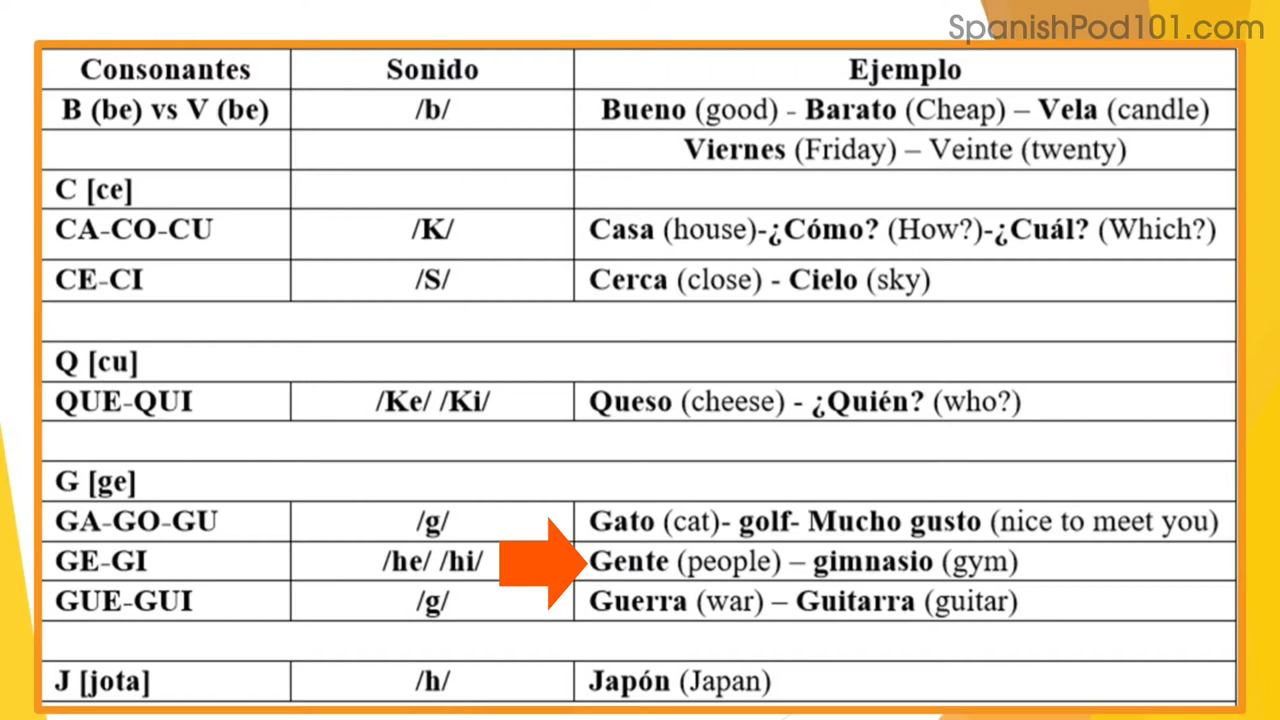 SpanishPod101.com
Consonantes Sonido Ejemplo
B (be) vs V (be) /b/ Bueno (good) - Barato (Cheap) – Vela (candle)
Viernes (Friday) – Veinte (twenty)
C [ce]
CA-CO-CU /K/ Casa (house)-¿Cómo? (How?)-¿Cuál? (Which?)
CE-CI /S/ Cerca (close) - Cielo (sky)
Q [cu]
QUE-QUI /Ke/ /Ki/ Queso (cheese) - ¿Quién? (who?)
G [ge]
GA-GO-GU /g/ Gato (cat)- golf- Mucho gusto (nice to meet you)
GE-GI /he/ /hi/ Gente (people) – gimnasio (gym)
GUE-GUI /g/ Guerra (war) – Guitarra (guitar)
J [jota] /h/ Japón (Japan)